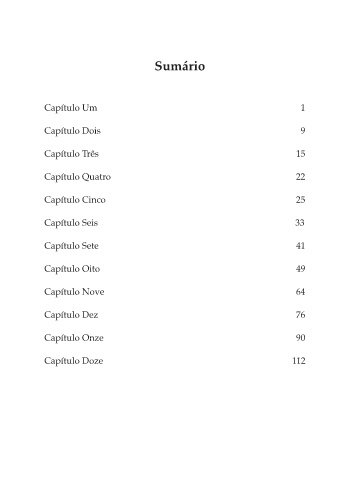 Sumário
Capítulo Um 1
Capítulo Dois 9
Capítulo Três 15
Capítulo Quatro 22
Capítulo Cinco 25
Capítulo Seis 33
Capítulo Sete 41
Capítulo Oito 49
Capítulo Nove 64
Capítulo Dez 76
Capítulo Onze 90
Capítulo Doze 112